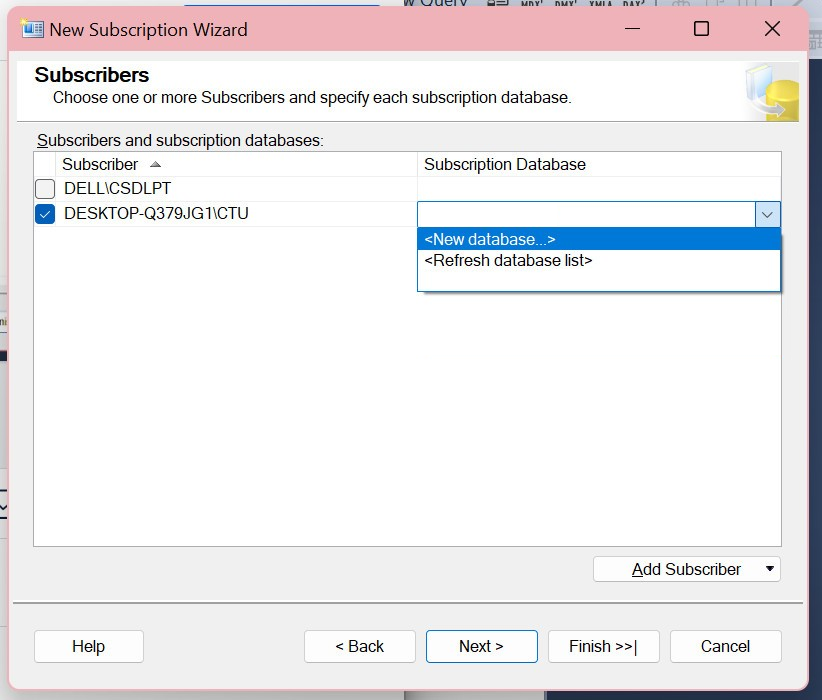 New Subscription Wizard
Subscribers
Choose one or more Subscribers and specify each subscription database.
Subscribers and subscription databases:
Subscriber Subscription Database
DELL\CSDLPT
DESKTOP-Q379JG1\CTU
<New database...>
<Refresh database list>
Add Subscriber
Help < Back Next > Finish >>| Cancel